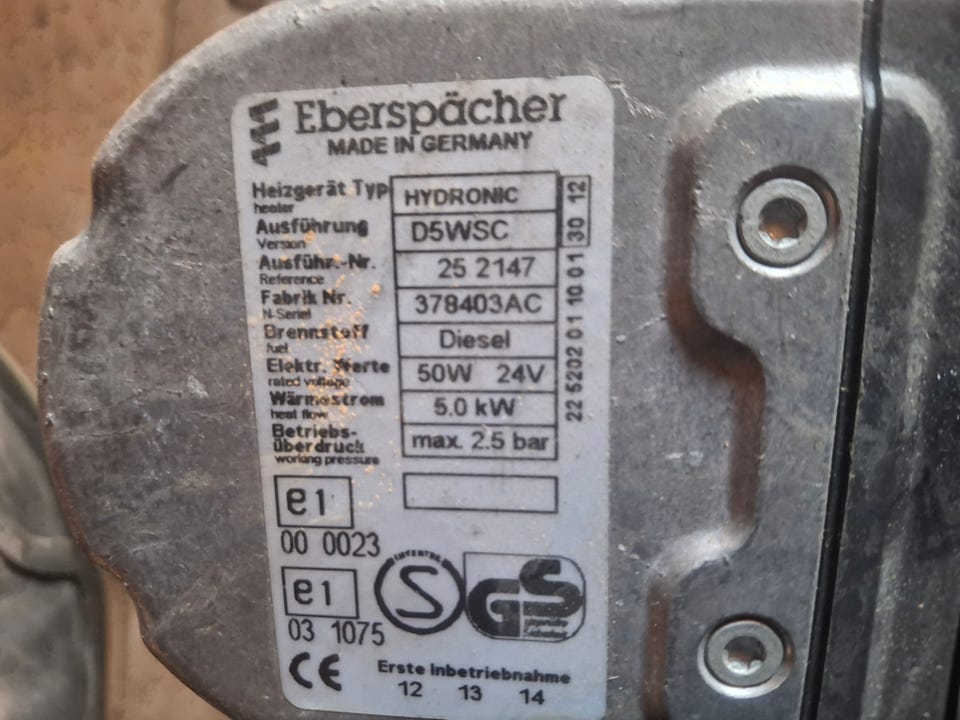 Eberspächer
MADE IN GERMANY
Heizgerät Typ HYDRONIC
heater
Ausführung D5WSC
Version
Ausführ.-Nr. 25 2147
Reference
Fabrik Nr. 378403AC
N-Seriel
Brennstoff Diesel
fuel
Elektr. Werte 50W 24V
rated voltage
Wärmestrom 5.0 kW
heat flow
Betriebs-
überdruck max. 2.5 bar
working pressure
22 5202 01 10 01 30 12
e1
00 0023
e1
03 1075
S
GS
geprüfte
Sicherheit
CE
Erste Inbetriebnahme
12 13 14